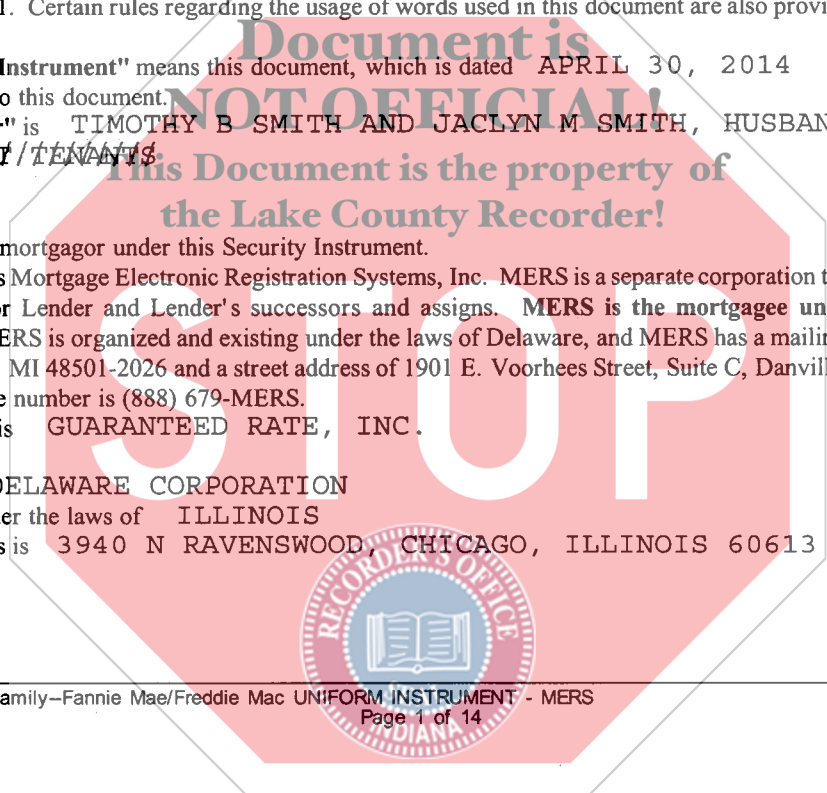 1. Certain rules regarding the usage of words used in this document are also provi
Document is
Instrument" means this document, which is dated APRIL 30, 2014
o this document.
NOT OFFICIAL!
" is TIMOTHY B SMITH AND JACLYN M SMITH, HUSBAN
/TENANTS
This Document is the property of
the Lake County Recorder!
mortgagor under this Security Instrument.
s Mortgage Electronic Registration Systems, Inc. MERS is a separate corporation t
r Lender and Lender's successors and assigns. MERS is the mortgagee un
ERS is organized and existing under the laws of Delaware, and MERS has a mailin
MI 48501-2026 and a street address of 1901 E. Voorhees Street, Suite C, Danvill
e number is (888) 679-MERS.
is GUARANTEED RATE, INC.
STOP
DELAWARE CORPORATION
er the laws of ILLINOIS
s is 3940 N RAVENSWOOD, CHICAGO, ILLINOIS 60613
RECORDER'S OFFICE
amily–Fannie Mae/Freddie Mac UNIFORM INSTRUMENT - MERS
Page 1 of 14
INDIANA